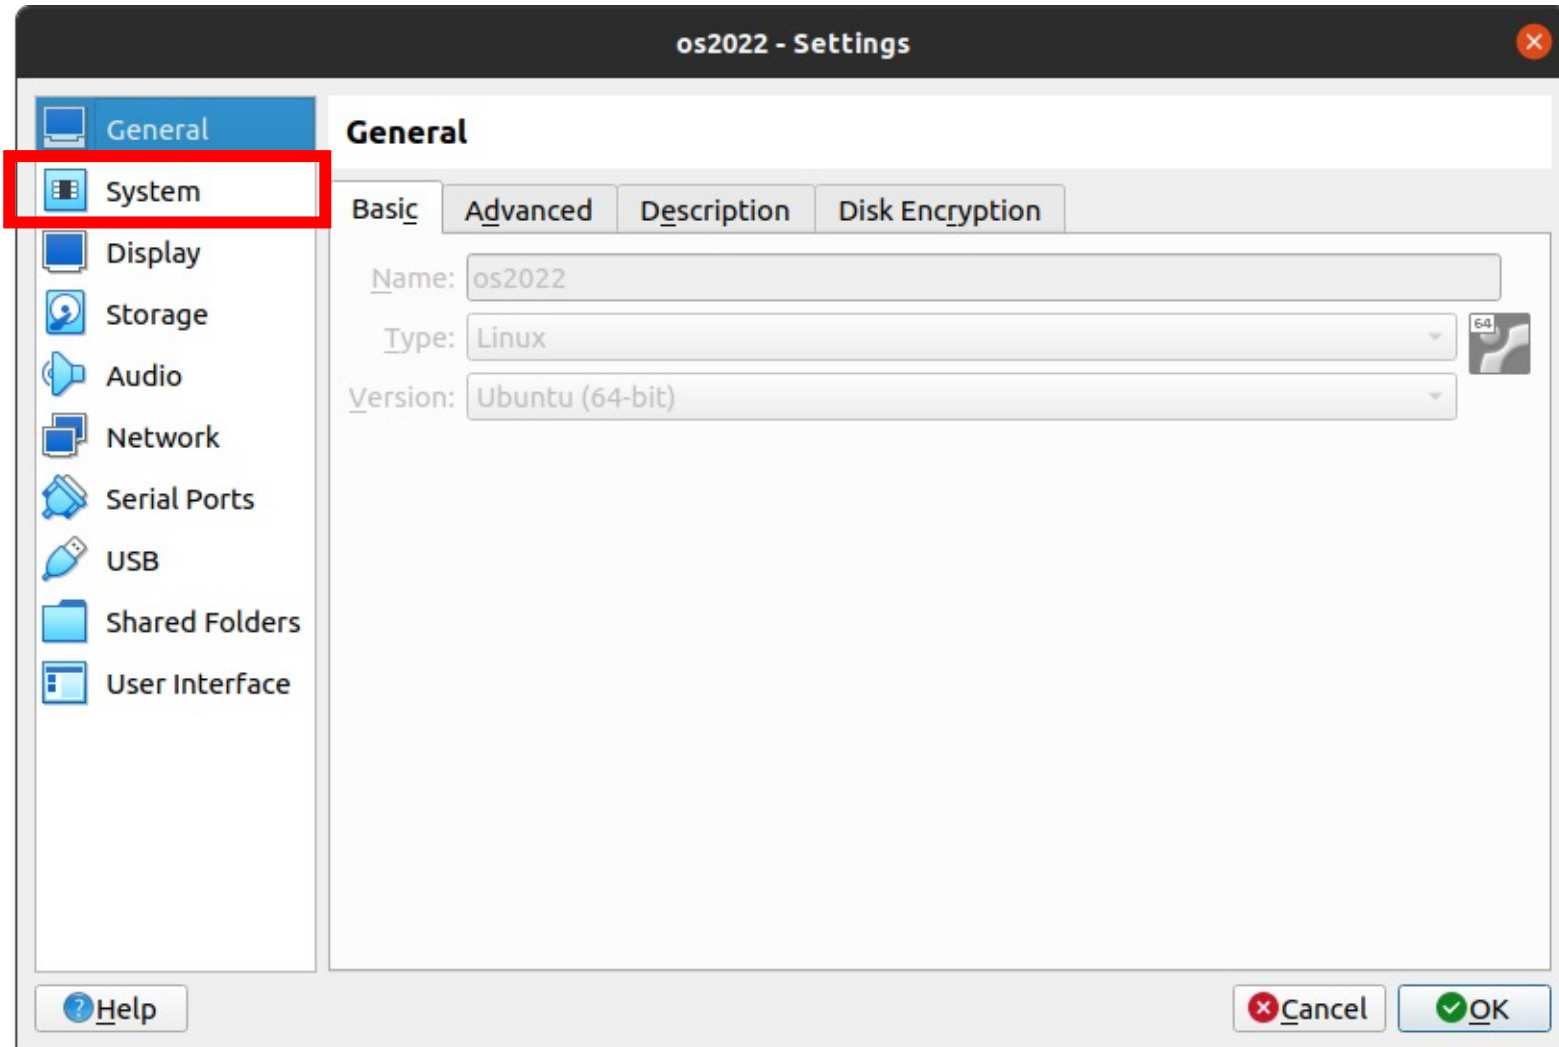 os2022 - Settings
General
System
Display
Storage
Audio
Network
Serial Ports
USB
Shared Folders
User Interface
General
Basic Advanced Description Disk Encryption
Name: os2022
Type: Linux
64
Version: Ubuntu (64-bit)
Help Cancel OK